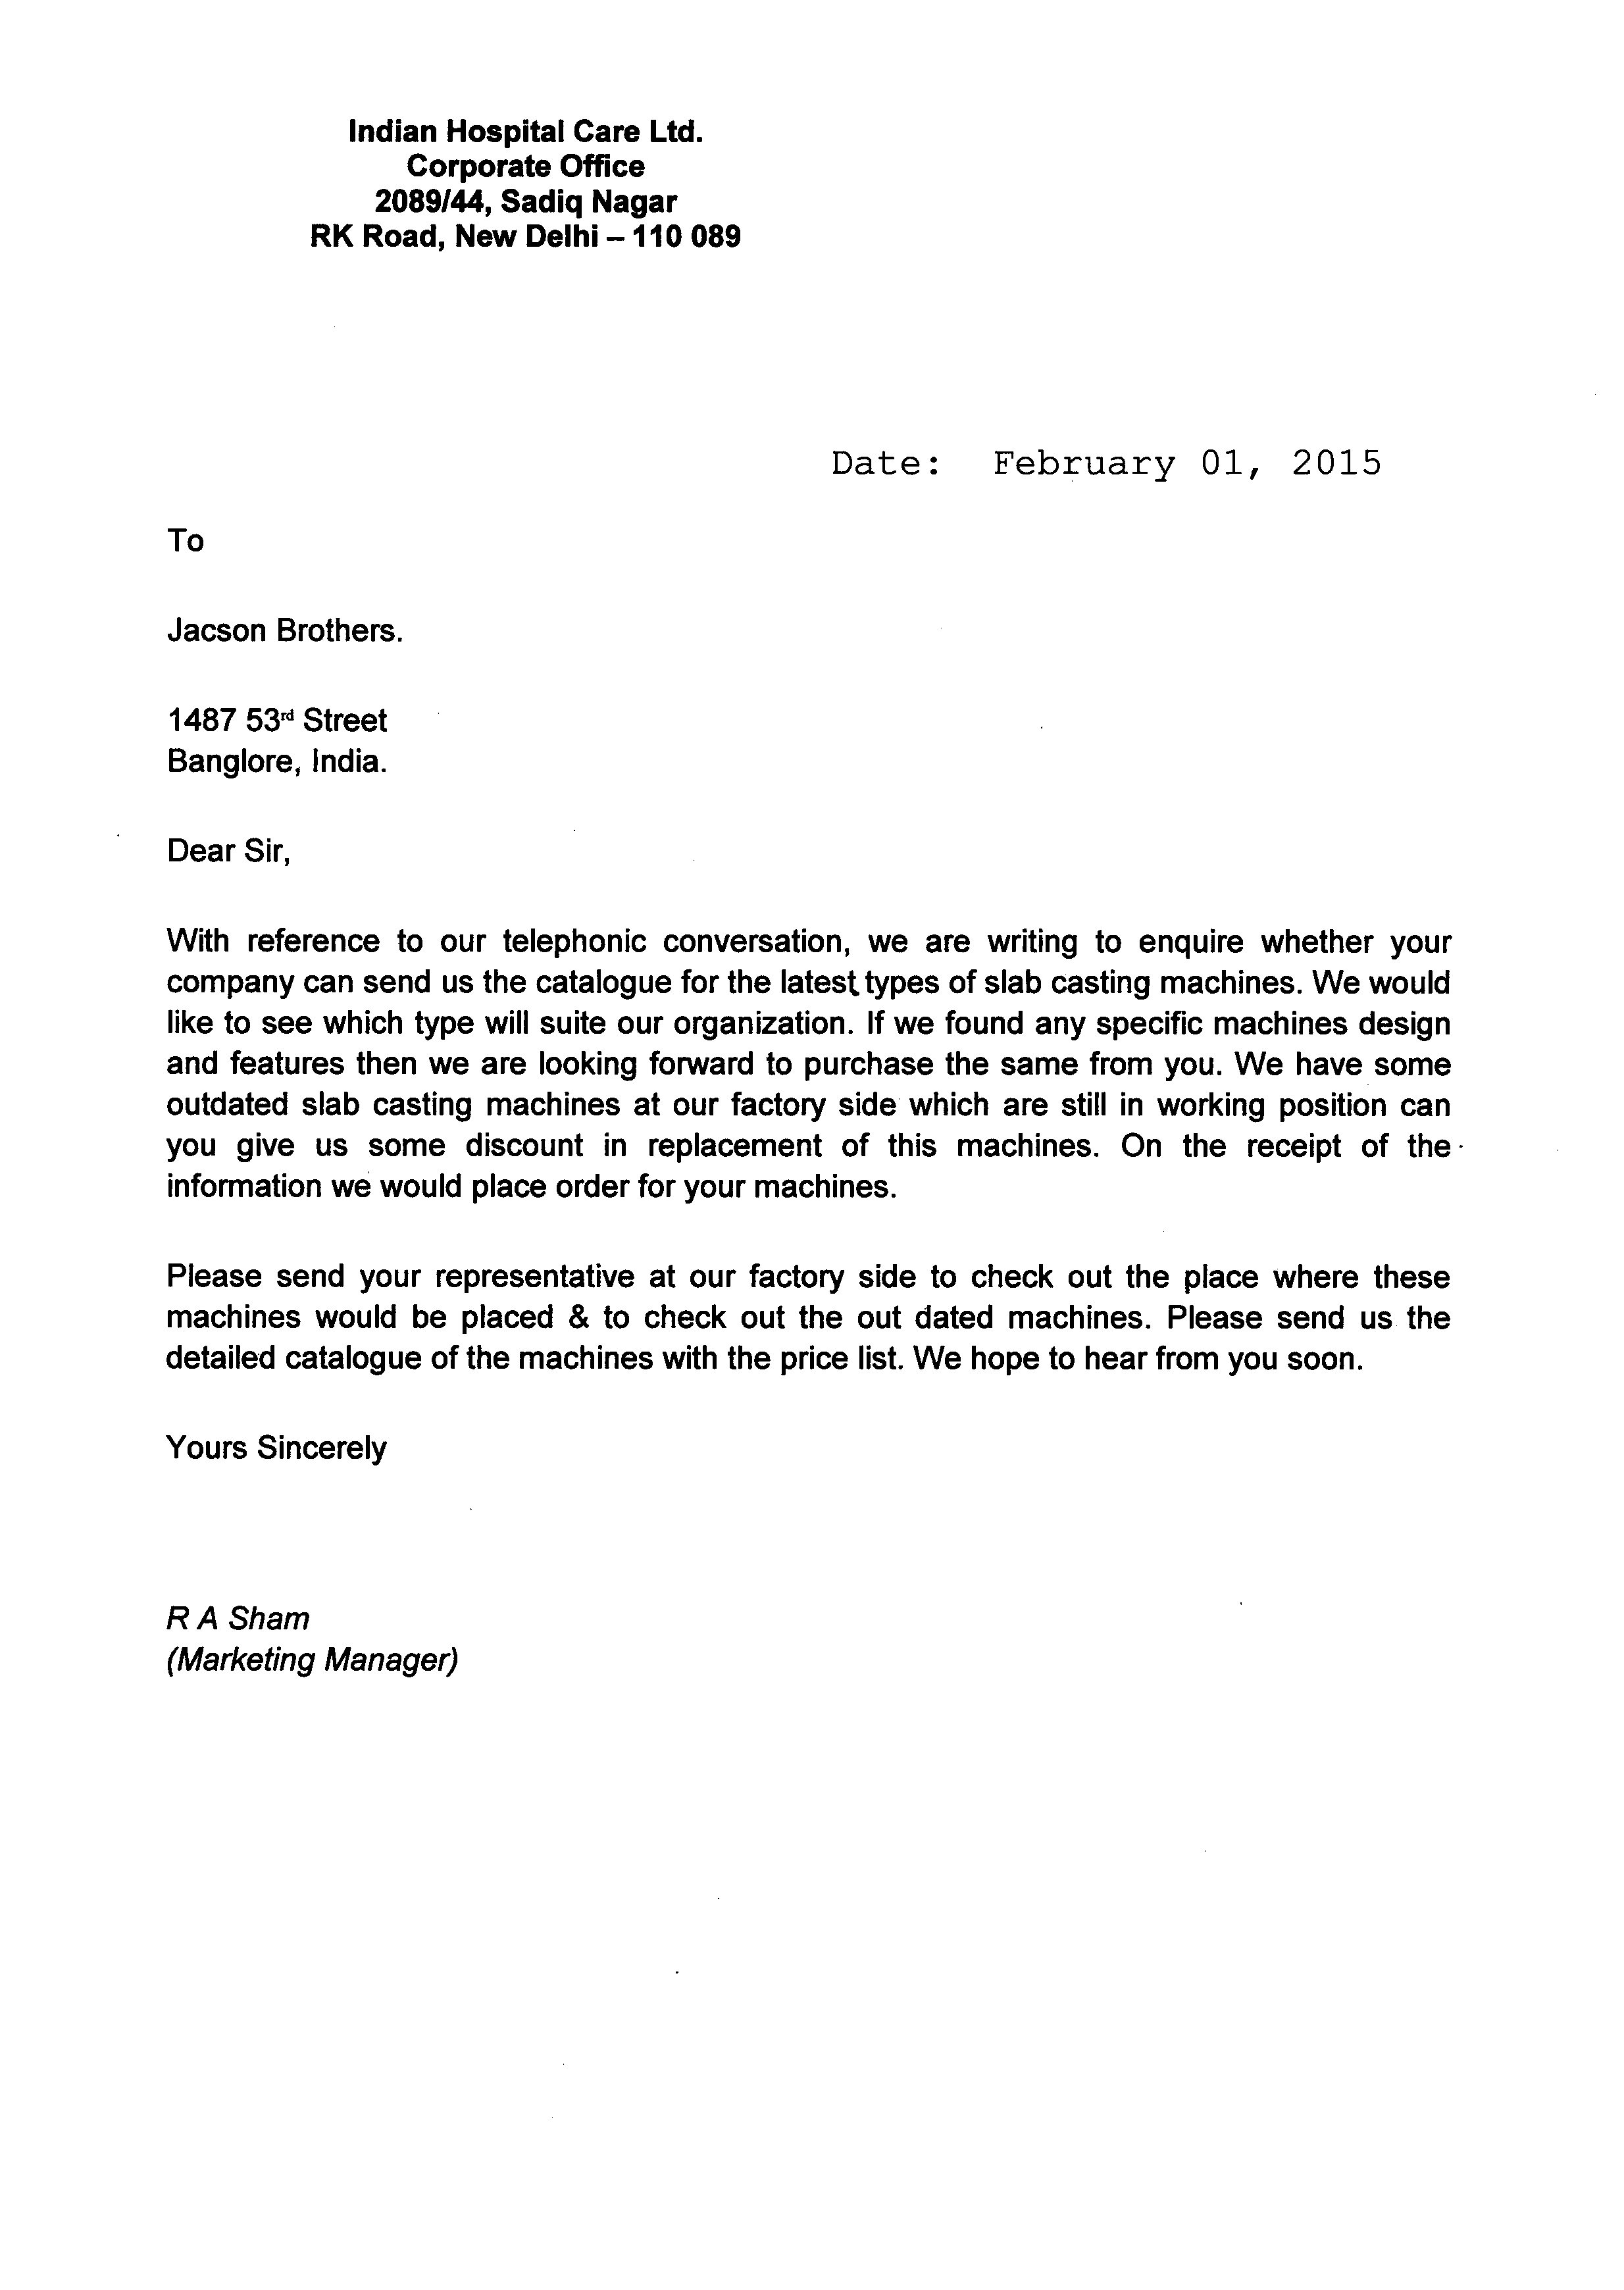 Indian Hospital Care Ltd.
Corporate Office
2089/44, Sadiq Nagar
RK Road, New Delhi – 110 089
Date: February 01, 2015
To
Jacson Brothers.
1487 53rd Street
Banglore, India.
Dear Sir,
With reference to our telephonic conversation, we are writing to enquire whether your
company can send us the catalogue for the latest types of slab casting machines. We would
like to see which type will suite our organization. If we found any specific machines design
and features then we are looking forward to purchase the same from you. We have some
outdated slab casting machines at our factory side which are still in working position can
you give us some discount in replacement of this machines. On the receipt of the
information we would place order for your machines.
Please send your representative at our factory side to check out the place where these
machines would be placed & to check out the out dated machines. Please send us the
detailed catalogue of the machines with the price list. We hope to hear from you soon.
Yours Sincerely
R A Sham
(Marketing Manager)